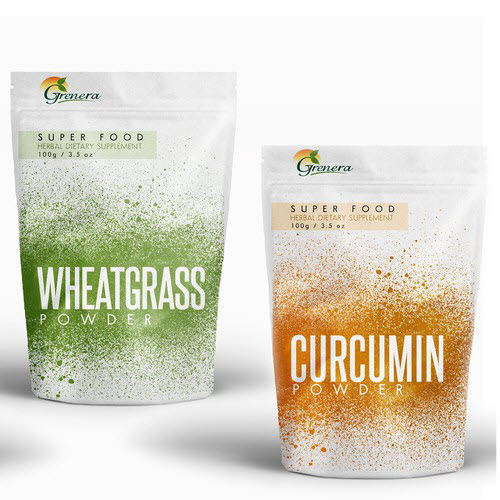 Grenera
SUPER FOOD
HERBAL DIETARY SUPPLEMENT
100g / 3.5 oz
WHEATGRASS
POWDER
Grenera
SUPER FOOD
HERBAL DIETARY SUPPLEMENT
100g / 3.5 oz
CURCUMIN
POWDER